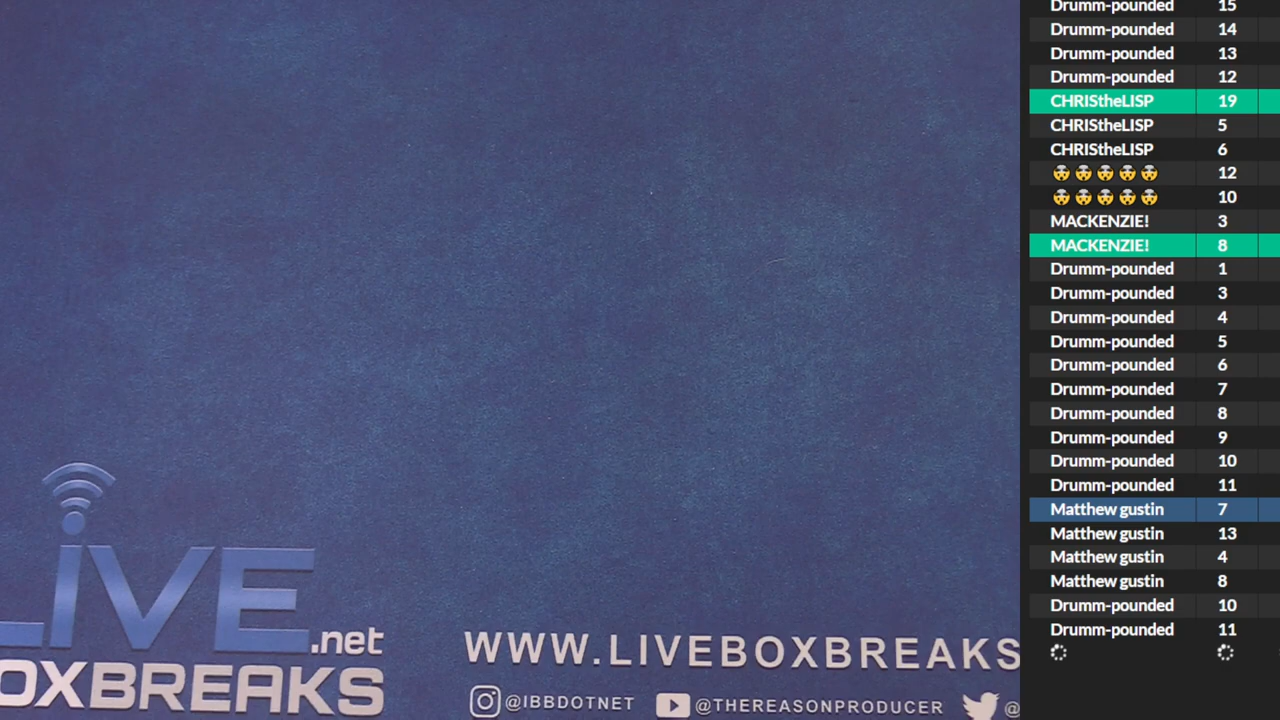 Drumm-pounded 15
Drumm-pounded 14
Drumm-pounded 13
Drumm-pounded 12
CHRIStheLISP 19
CHRIStheLISP 5
CHRIStheLISP 6
🤯 🤯 🤯 🤯 🤯 12
🤯 🤯 🤯 🤯 🤯 10
MACKENZIE! 3
MACKENZIE! 8
Drumm-pounded 1
Drumm-pounded 3
Drumm-pounded 4
Drumm-pounded 5
Drumm-pounded 6
Drumm-pounded 7
Drumm-pounded 8
Drumm-pounded 9
Drumm-pounded 10
Drumm-pounded 11
Matthew gustin 7
Matthew gustin 13
Matthew gustin 4
Matthew gustin 8
Drumm-pounded 10
Drumm-pounded 11
LiVE.net
OXBREAKS
WWW.LIVEBOXBREAKS
@IBBDOTNET @THEREASONPRODUCER @